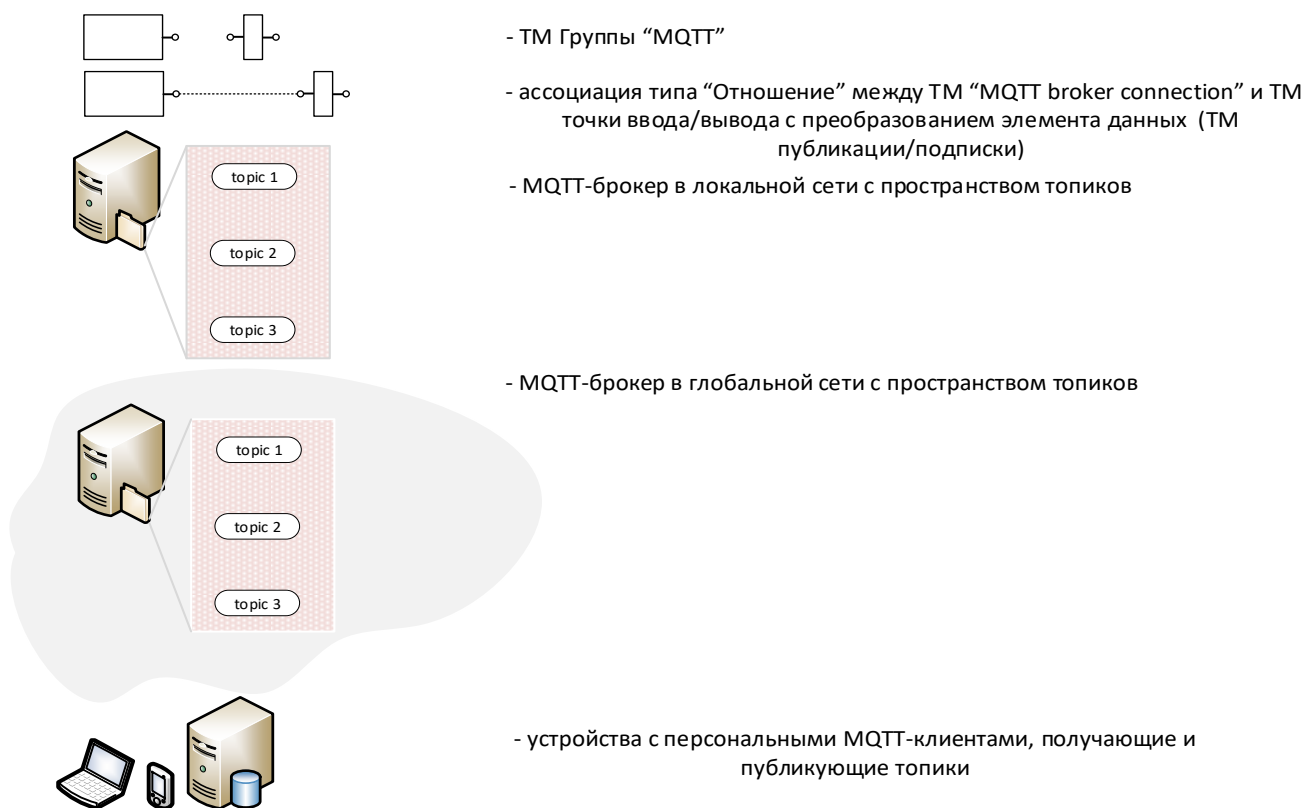 - ТМ Группы “MQTT”
- ассоциация типа “Отношение” между ТМ “MQTT broker connection” и ТМ
точки ввода/вывода с преобразованием элемента данных (ТМ
публикации/подписки)
topic 1
- MQTT-брокер в локальной сети с пространством топиков
topic 2
topic 3
- MQTT-брокер в глобальной сети с пространством топиков
topic 1
topic 2
topic 3
- устройства с персональными MQTT-клиентами, получающие и
публикующие топики